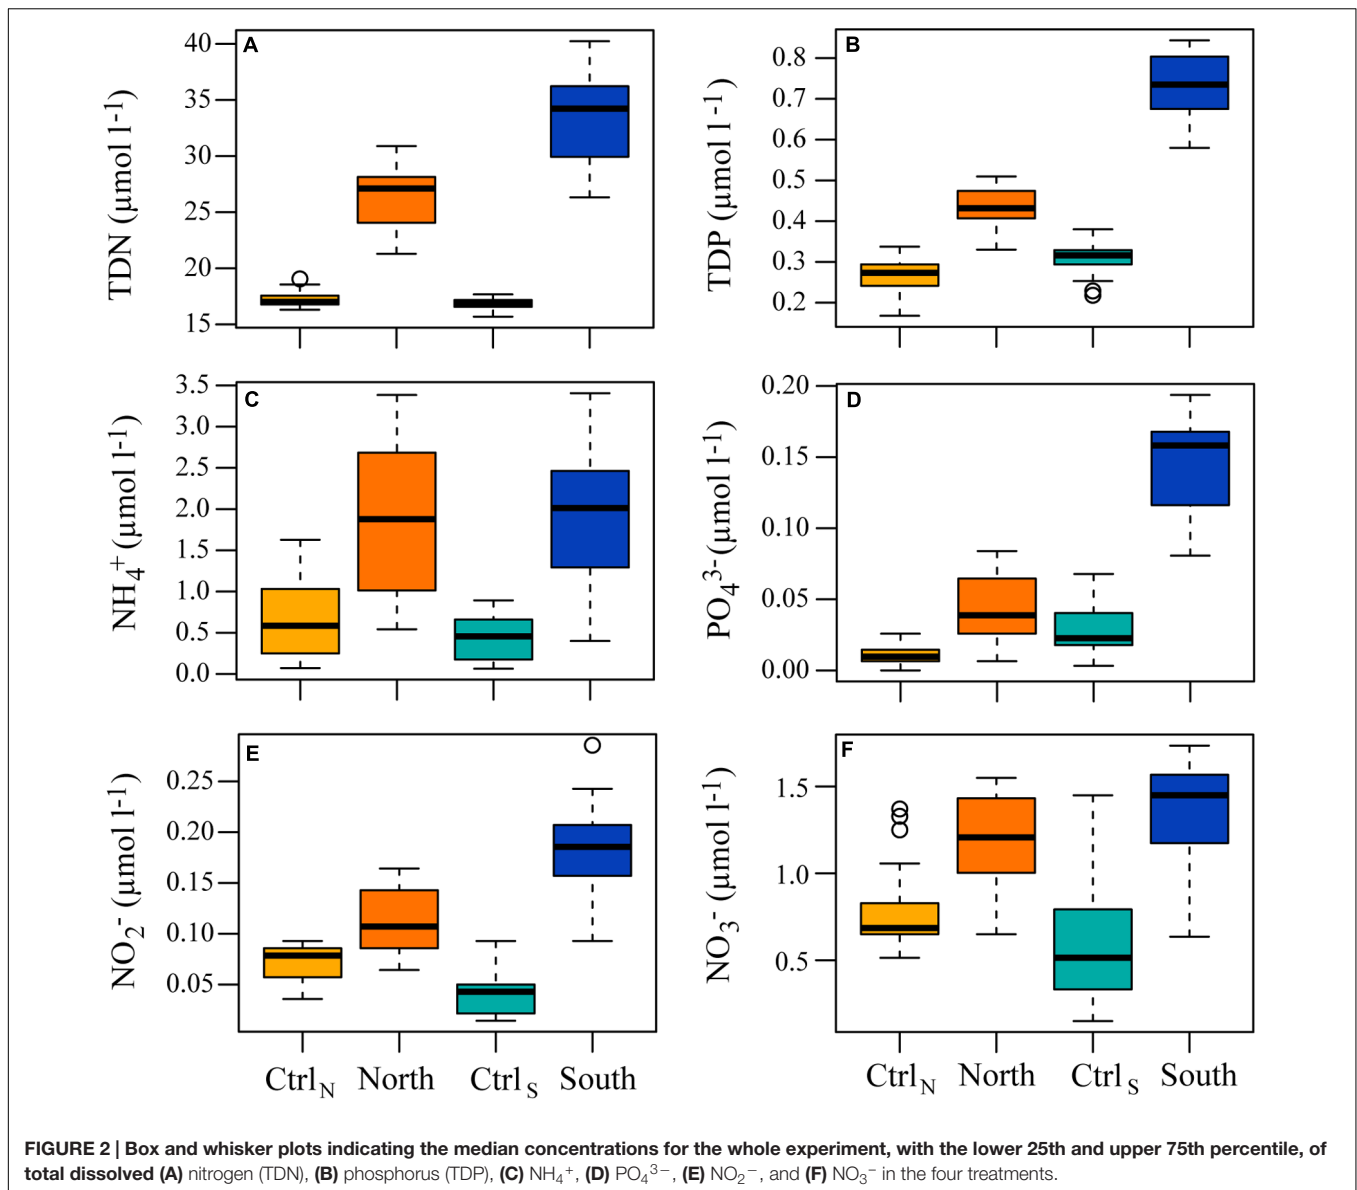 A
TDN (μmol l-1)
40
35
30
25
20
15
B
TDP (μmol l-1)
0.8
0.7
0.6
0.5
0.4
0.3
0.2
C
NH4+ (μmol l-1)
3.5
3.0
2.5
2.0
1.5
1.0
0.5
0.0
D
PO43-(μmol l-1)
0.20
0.15
0.10
0.05
0.00
E
NO2- (μmol l-1)
0.25
0.20
0.15
0.10
0.05
CtrlN North CtrlS South
F
NO3- (μmol l-1)
1.5
1.0
0.5
CtrlN North CtrlS South
FIGURE 2 | Box and whisker plots indicating the median concentrations for the whole experiment, with the lower 25th and upper 75th percentile, of
total dissolved (A) nitrogen (TDN), (B) phosphorus (TDP), (C) NH4+, (D) PO43−, (E) NO2−, and (F) NO3− in the four treatments.